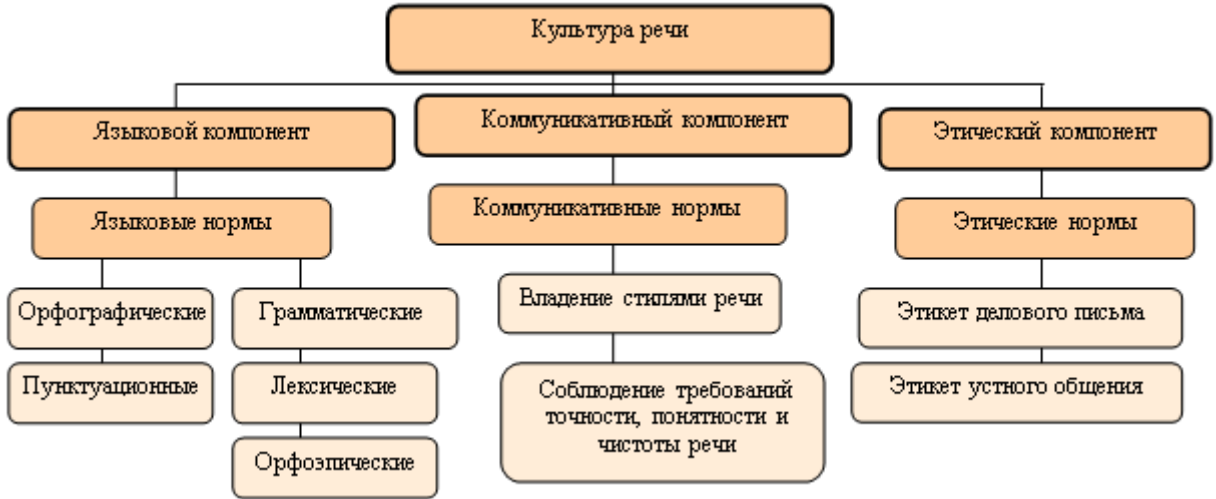 Культура речи
Языковой компонент
Коммуникативный компонент
Этический компонент
Языковые нормы
Коммуникативные нормы
Этические нормы
Орфографические
Грамматические
Владение стилями речи
Этикет делового письма
Пунктуационные
Лексические
Соблюдение требований
точности, понятности и
чистоты речи
Этикет устного общения
Орфоэпические